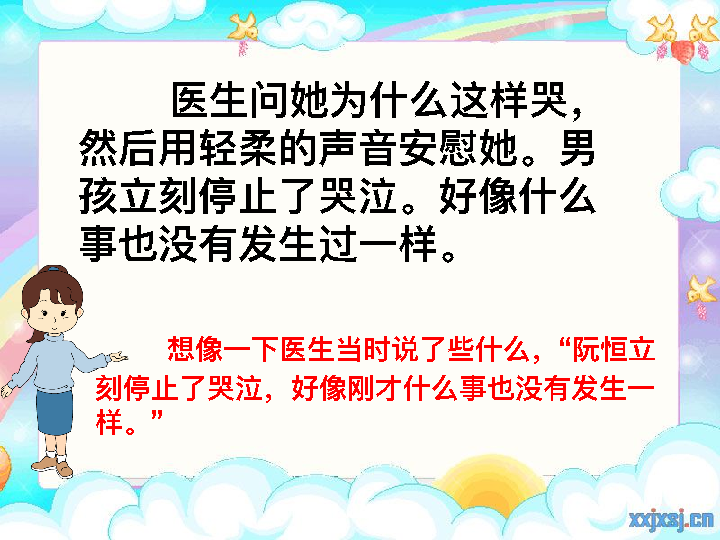 医生问她为什么这样哭，
然后用轻柔的声音安慰她。男
孩立刻停止了哭泣。好像什么
事也没有发生过一样。
想像一下医生当时说了些什么，“阮恒立
刻停止了哭泣，好像刚才什么事也没有发生一
样。”
xxjxsj.cn